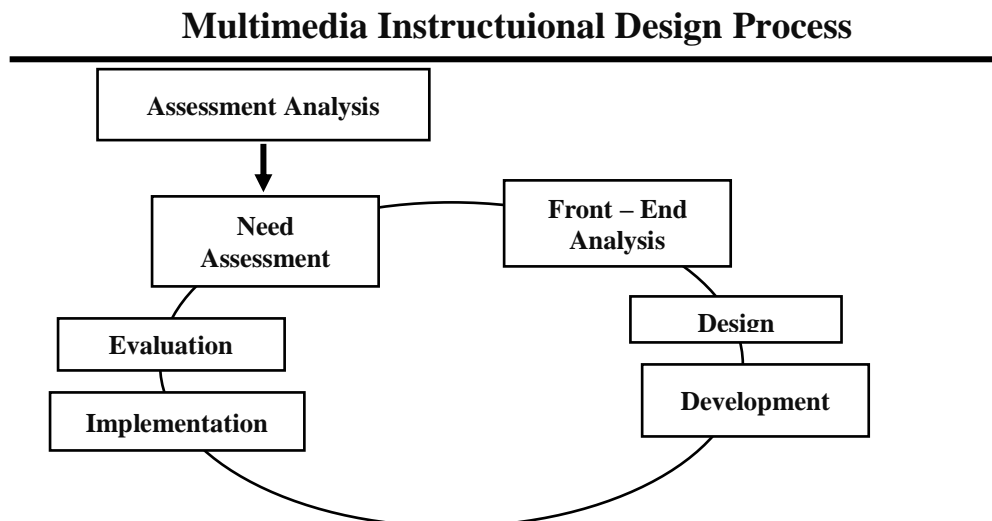 Multimedia Instructuional Design Process
Assessment Analysis
Need
Assessment
Front – End
Analysis
Design
Development
Evaluation
Implementation